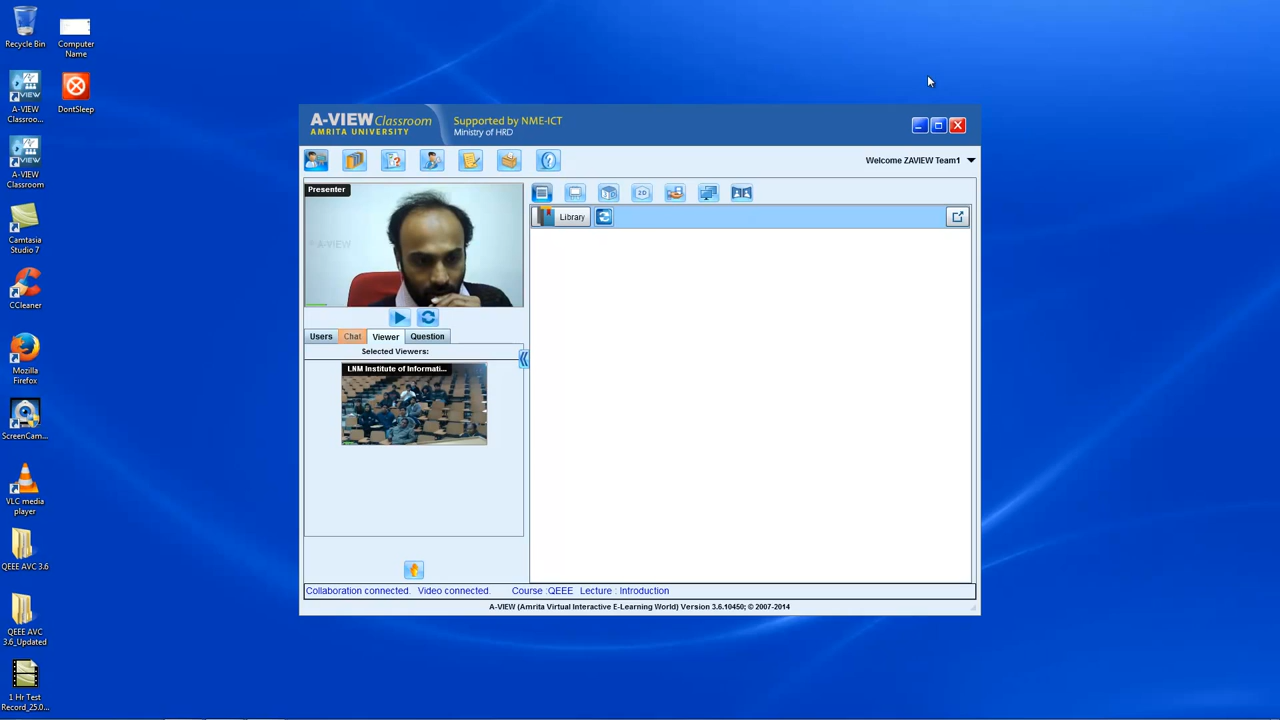 Recycle Bin
Computer
Name
A-VIEW
Classroo...
DontSleep
A-VIEW
Classroom
Camtasia
Studio 7
CCleaner
Mozilla
Firefox
ScreenCam...
VLC media
player
QEEE AVC 3.6
QEEE AVC
3.6_Updated
1 Hr Test
Record_25.0...
A-VIEW Classroom
AMRITA UNIVERSITY
Supported by NME-ICT
Ministry of HRD
Welcome ZAVIEW Team1
Presenter
A-VIEW
2D
Library
Users Chat Viewer Question
Selected Viewers:
LNM Institute of Informati...
Collaboration connected. Video connected. Course :QEEE Lecture : Introduction
A-VIEW (Amrita Virtual Interactive E-Learning World) Version 3.6.10450; © 2007-2014